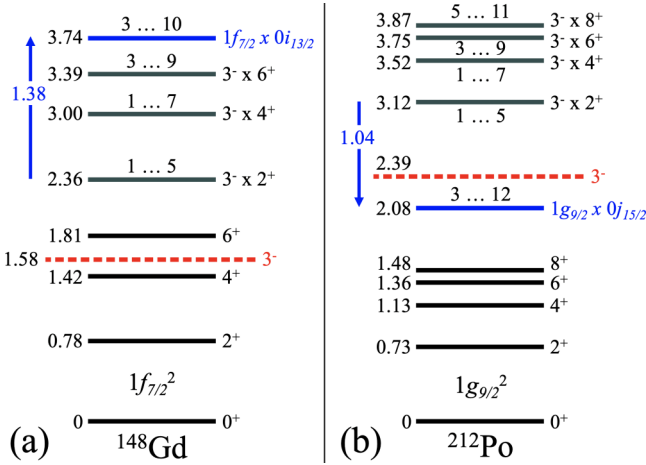 3.74 3 … 10 1f7/2 x 0i13/2
3.39 3 … 9 3- x 6+
1.38
3.00 1 … 7 3- x 4+
2.36 1 … 5 3- x 2+
1.81 6+
1.58 3-
1.42 4+
0.78 2+
1f7/2²
0 0+
(a) ¹⁴⁸Gd
3.87 5 … 11 3- x 8+
3.75 3- x 6+
3.52 3 … 9 3- x 4+
1 … 7
3.12 3- x 2+
1 … 5
1.04
2.39 3-
2.08 3 … 12 1g9/2 x 0j15/2
1.48 8+
1.36 6+
1.13 4+
0.73 2+
1g9/2²
0 0+
(b) ²¹²Po